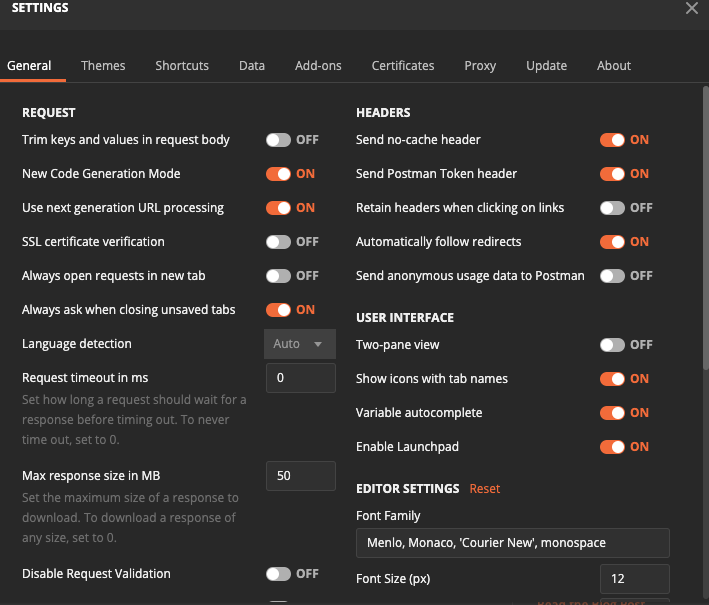 SETTINGS
General Themes Shortcuts Data Add-ons Certificates Proxy Update About
REQUEST
Trim keys and values in request body OFF
New Code Generation Mode ON
Use next generation URL processing ON
SSL certificate verification OFF
Always open requests in new tab OFF
Always ask when closing unsaved tabs ON
Language detection Auto
Request timeout in ms 0
Set how long a request should wait for a
response before timing out. To never
time out, set to 0.
Max response size in MB 50
Set the maximum size of a response to
download. To download a response of
any size, set to 0.
Disable Request Validation OFF
HEADERS
Send no-cache header ON
Send Postman Token header ON
Retain headers when clicking on links OFF
Automatically follow redirects ON
Send anonymous usage data to Postman OFF
USER INTERFACE
Two-pane view OFF
Show icons with tab names ON
Variable autocomplete ON
Enable Launchpad ON
EDITOR SETTINGS Reset
Font Family
Menlo, Monaco, 'Courier New', monospace
Font Size (px) 12